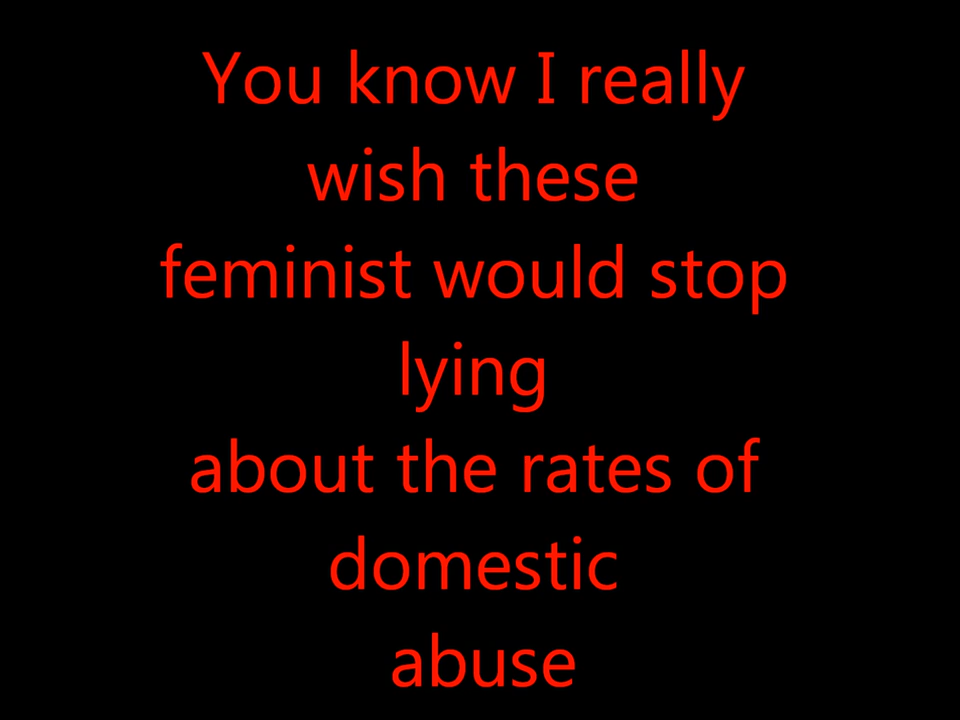 You know I really
wish these
feminist would stop
lying
about the rates of
domestic
abuse